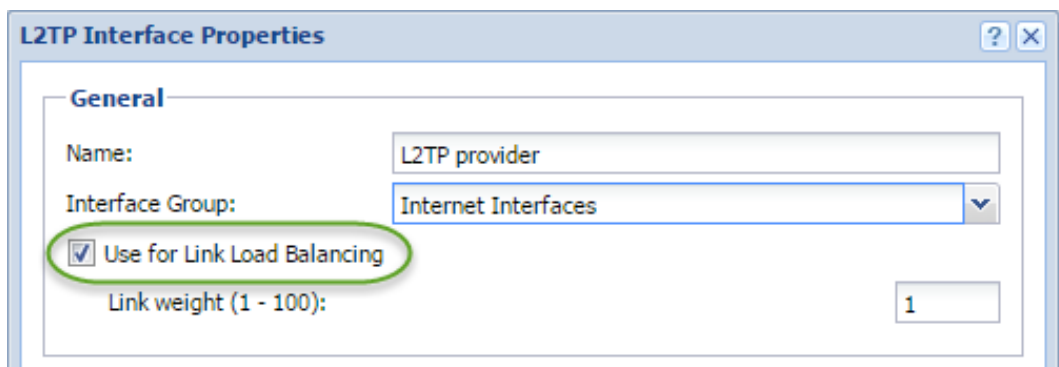 L2TP Interface Properties
General
Name: L2TP provider
Interface Group: Internet Interfaces
Use for Link Load Balancing
Link weight (1 - 100): 1